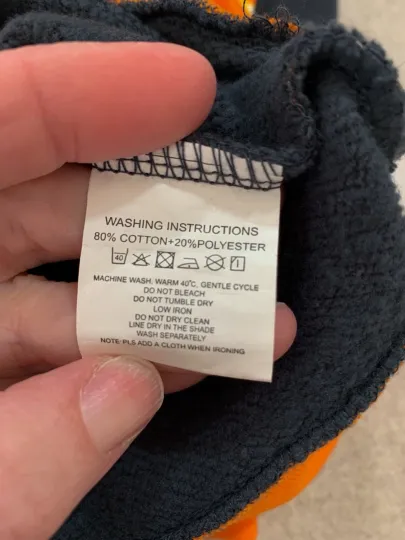 WASHING INSTRUCTIONS
80% COTTON+20%POLYESTER
40
MACHINE WASH. WARM 40℃, GENTLE CYCLE
DO NOT BLEACH
DO NOT TUMBLE DRY
LOW IRON
DO NOT DRY CLEAN
LINE DRY IN THE SHADE
WASH SEPARATELY
NOTE: PLS ADD A CLOTH WHEN IRONING